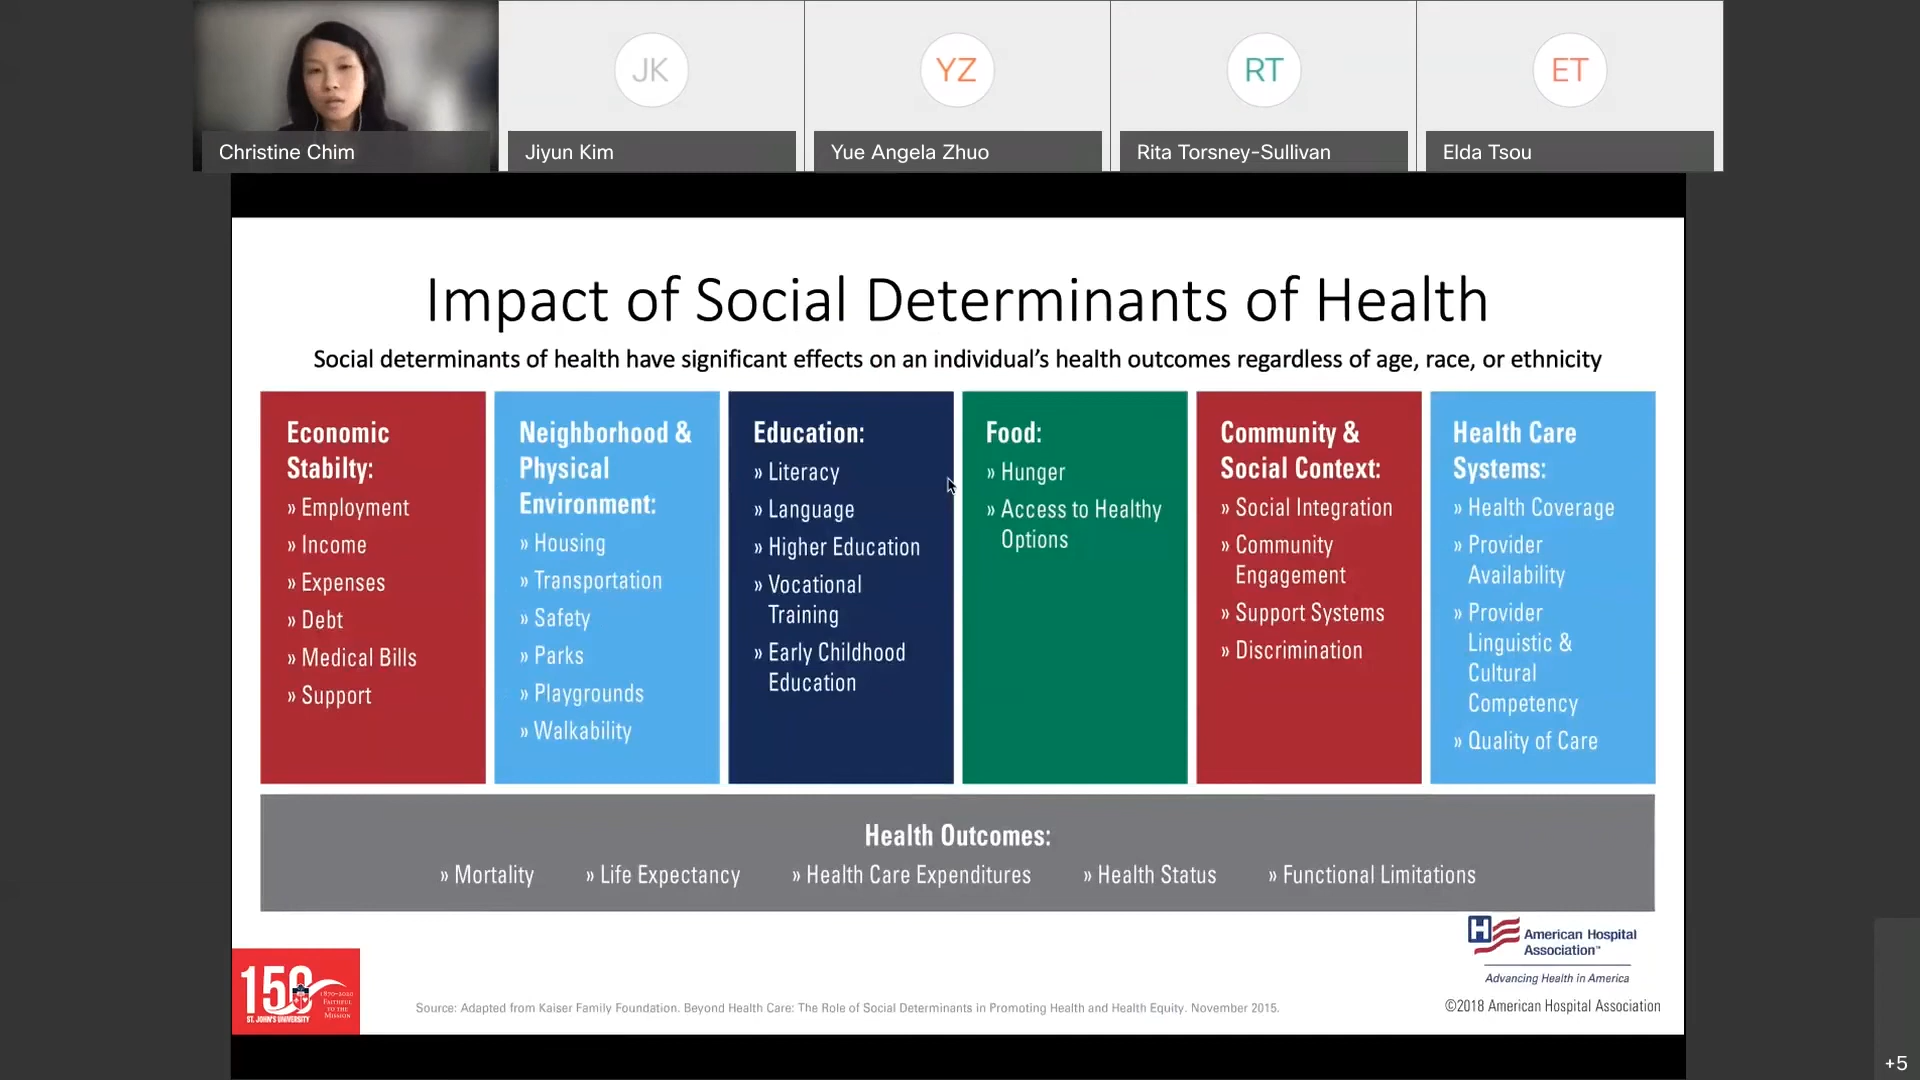 JK
YZ
RT
ET
Christine Chim
Jiyun Kim
Yue Angela Zhuo
Rita Torsney-Sullivan
Elda Tsou
Impact of Social Determinants of Health
Social determinants of health have significant effects on an individual's health outcomes regardless of age, race, or ethnicity
Economic
Stabilty:
» Employment
» Income
» Expenses
» Debt
» Medical Bills
» Support
Neighborhood &
Physical
Environment:
» Housing
» Transportation
» Safety
» Parks
» Playgrounds
» Walkability
Education:
» Literacy
» Language
» Higher Education
» Vocational
Training
» Early Childhood
Education
Food:
» Hunger
» Access to Healthy
Options
Community &
Social Context:
» Social Integration
» Community
Engagement
» Support Systems
» Discrimination
Health Care
Systems:
» Health Coverage
» Provider
Availability
» Provider
Linguistic &
Cultural
Competency
» Quality of Care
Health Outcomes:
» Mortality » Life Expectancy » Health Care Expenditures » Health Status » Functional Limitations
H
American Hospital
Association™
Advancing Health in America
©2018 American Hospital Association
150
1870-2020
FAITHFUL
TO THE
MISSION
ST. JOHN'S UNIVERSITY
Source: Adapted from Kaiser Family Foundation. Beyond Health Care: The Role of Social Determinants in Promoting Health and Health Equity. November 2015.
+5